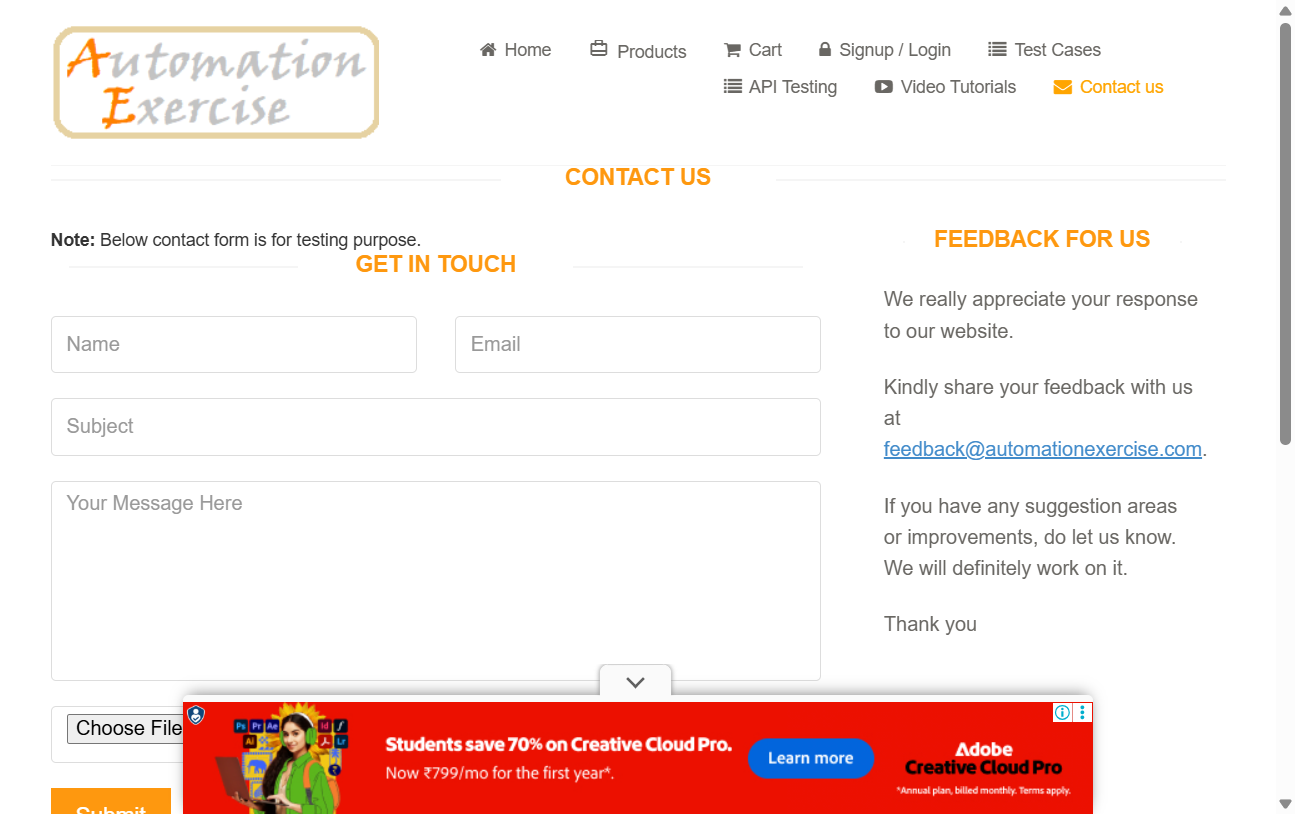 Automation
Exercise
Home
Products
Cart
Signup / Login
Test Cases
API Testing
Video Tutorials
Contact us
CONTACT US
Note: Below contact form is for testing purpose.
GET IN TOUCH
Name
Email
Subject
Your Message Here
Choose File
Submit
FEEDBACK FOR US
We really appreciate your response
to our website.
Kindly share your feedback with us
at
feedback@automationexercise.com.
If you have any suggestion areas
or improvements, do let us know.
We will definitely work on it.
Thank you
Ps Pr Ae Id f
Ai Lr
Students save 70% on Creative Cloud Pro.
Now ₹799/mo for the first year*.
Learn more
Adobe
Creative Cloud Pro
*Annual plan, billed monthly. Terms apply.